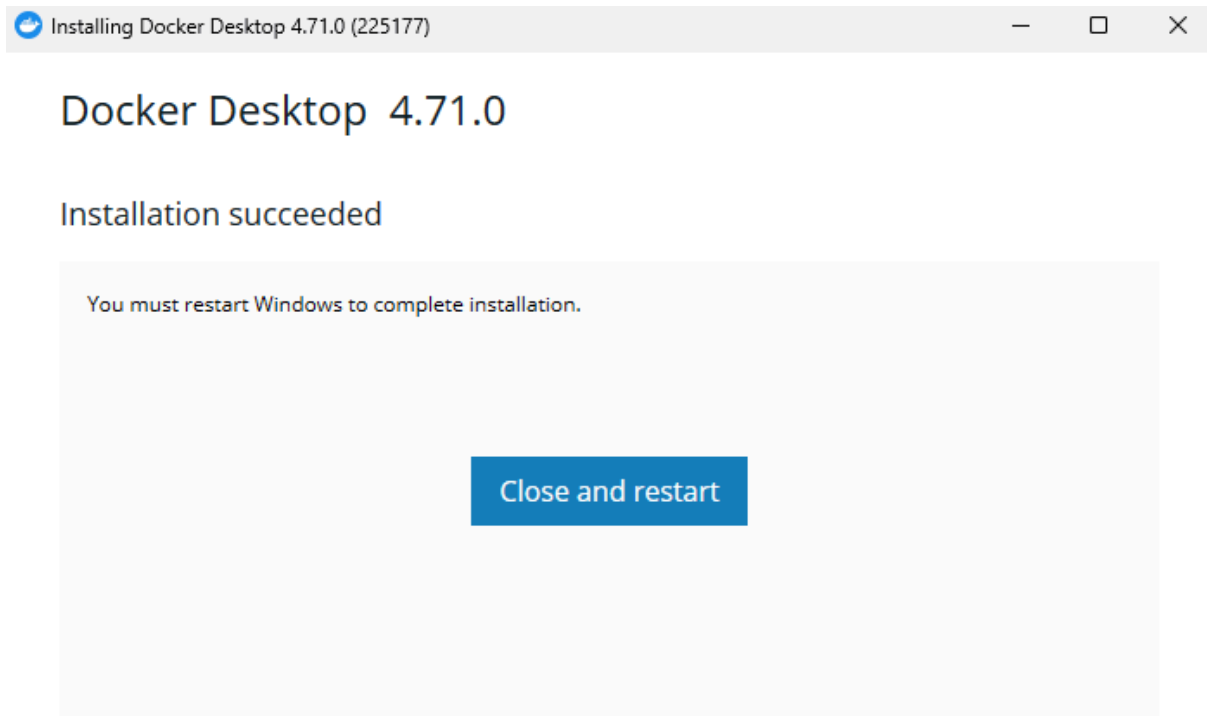 Installing Docker Desktop 4.71.0 (225177)
Docker Desktop 4.71.0
Installation succeeded
You must restart Windows to complete installation.
Close and restart